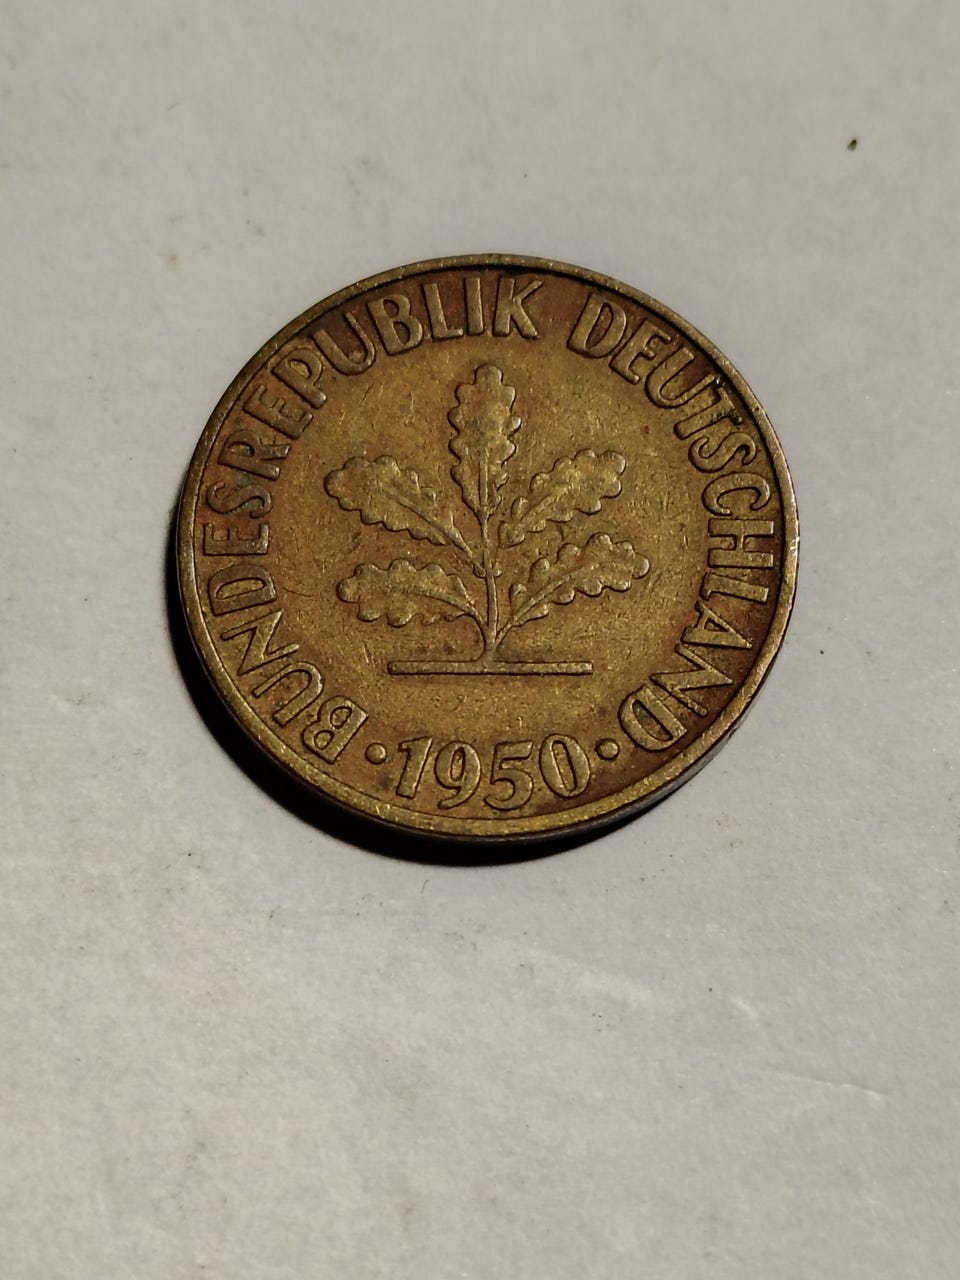 BUNDESREPUBLIK DEUTSCHLAND
· 1950 ·